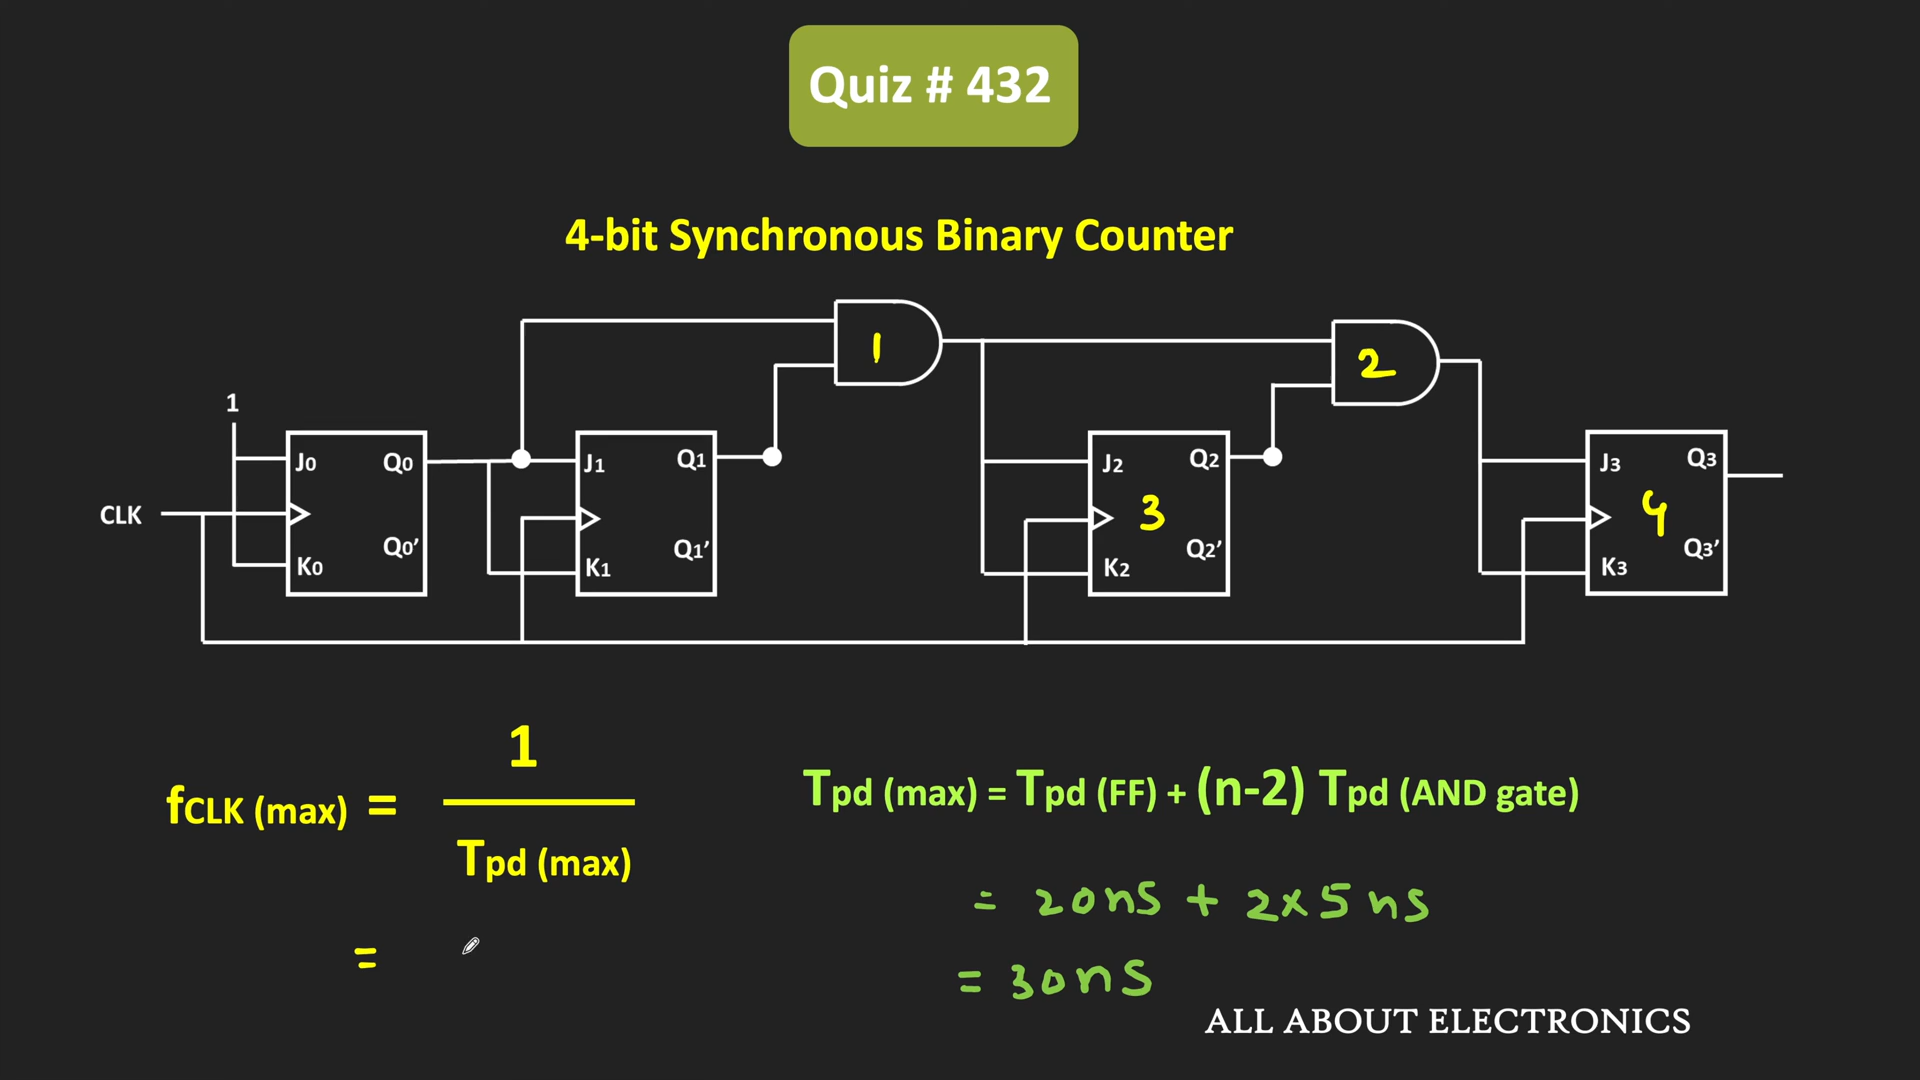 Quiz # 432
4-bit Synchronous Binary Counter
1 2
1
J0 Q0 J1 Q1 J2 Q2 J3 Q3
CLK 3 4
Q0' Q1' Q2' Q3'
K0 K1 K2 K3
fCLK (max) = 1 / Tpd (max)
=
Tpd (max) = Tpd (FF) + (n-2) Tpd (AND gate)
= 20ns + 2x5 ns
= 30ns
ALL ABOUT ELECTRONICS